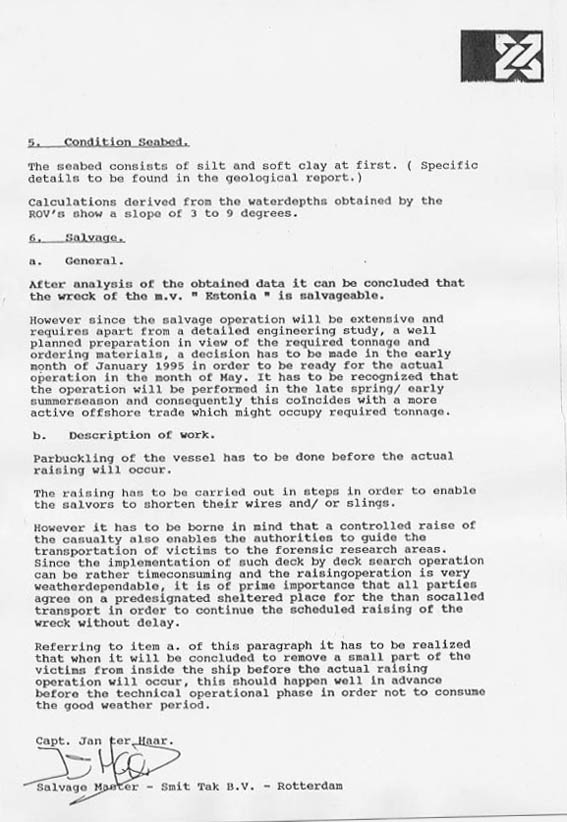 5. Condition Seabed.
The seabed consists of silt and soft clay at first. ( Specific
details to be found in the geological report.)
Calculations derived from the waterdepths obtained by the
ROV's show a slope of 3 to 9 degrees.
6. Salvage.
a. General.
After analysis of the obtained data it can be concluded that
the wreck of the m.v. " Estonia " is salvageable.
However since the salvage operation will be extensive and
requires apart from a detailed engineering study, a well
planned preparation in view of the required tonnage and
ordering materials, a decision has to be made in the early
month of January 1995 in order to be ready for the actual
operation in the month of May. It has to be recognized that
the operation will be performed in the late spring/ early
summerseason and consequently this coïncides with a more
active offshore trade which might occupy required tonnage.
b. Description of work.
Parbuckling of the vessel has to be done before the actual
raising will occur.
The raising has to be carried out in steps in order to enable
the salvors to shorten their wires and/ or slings.
However it has to be borne in mind that a controlled raise of
the casualty also enables the authorities to guide the
transportation of victims to the forensic research areas.
Since the implementation of such deck by deck search operation
can be rather timeconsuming and the raisingoperation is very
weatherdependable, it is of prime importance that all parties
agree on a predesignated sheltered place for the than socalled
transport in order to continue the scheduled raising of the
wreck without delay.
Referring to item a. of this paragraph it has to be realized
that when it will be concluded to remove a small part of the
victims from inside the ship before the actual raising
operation will occur, this should happen well in advance
before the technical operational phase in order not to consume
the good weather period.
Capt. Jan ter Haar.
Salvage Master - Smit Tak B.V. - Rotterdam